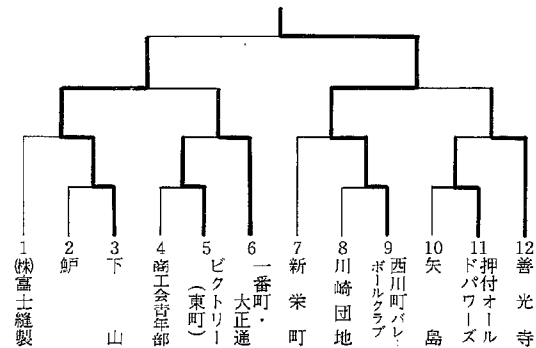 1
㈱富士縫製
2
鱸
3
下山
4
商工会青年部
5
ビクトリー
(東町)
6
一番町・
大正通
7
新栄町
8
川崎団地
9
西川町バレー
ボールクラブ
10
矢島
11
押付オール
ドパワーズ
12
善光寺